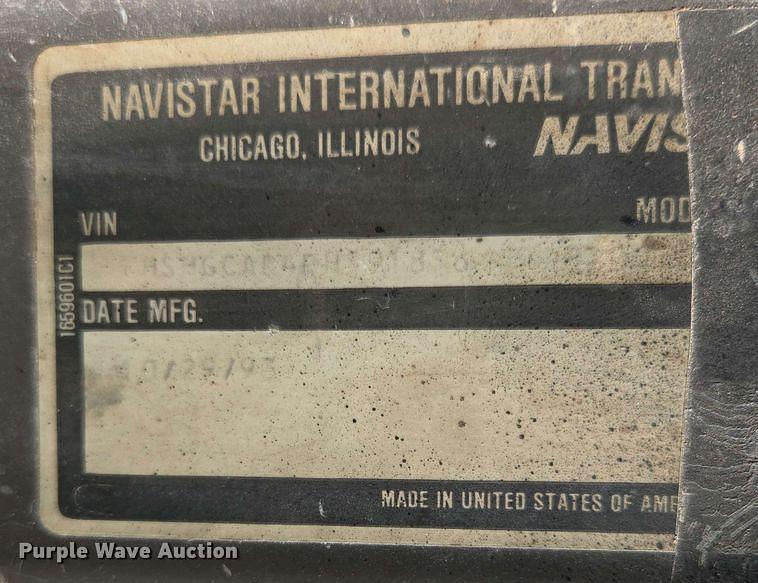 NAVISTAR INTERNATIONAL TRAN
CHICAGO, ILLINOIS
NAVIS
VIN
MOD
DATE MFG.
1659601C1
MADE IN UNITED STATES OF AME
Purple Wave Auction